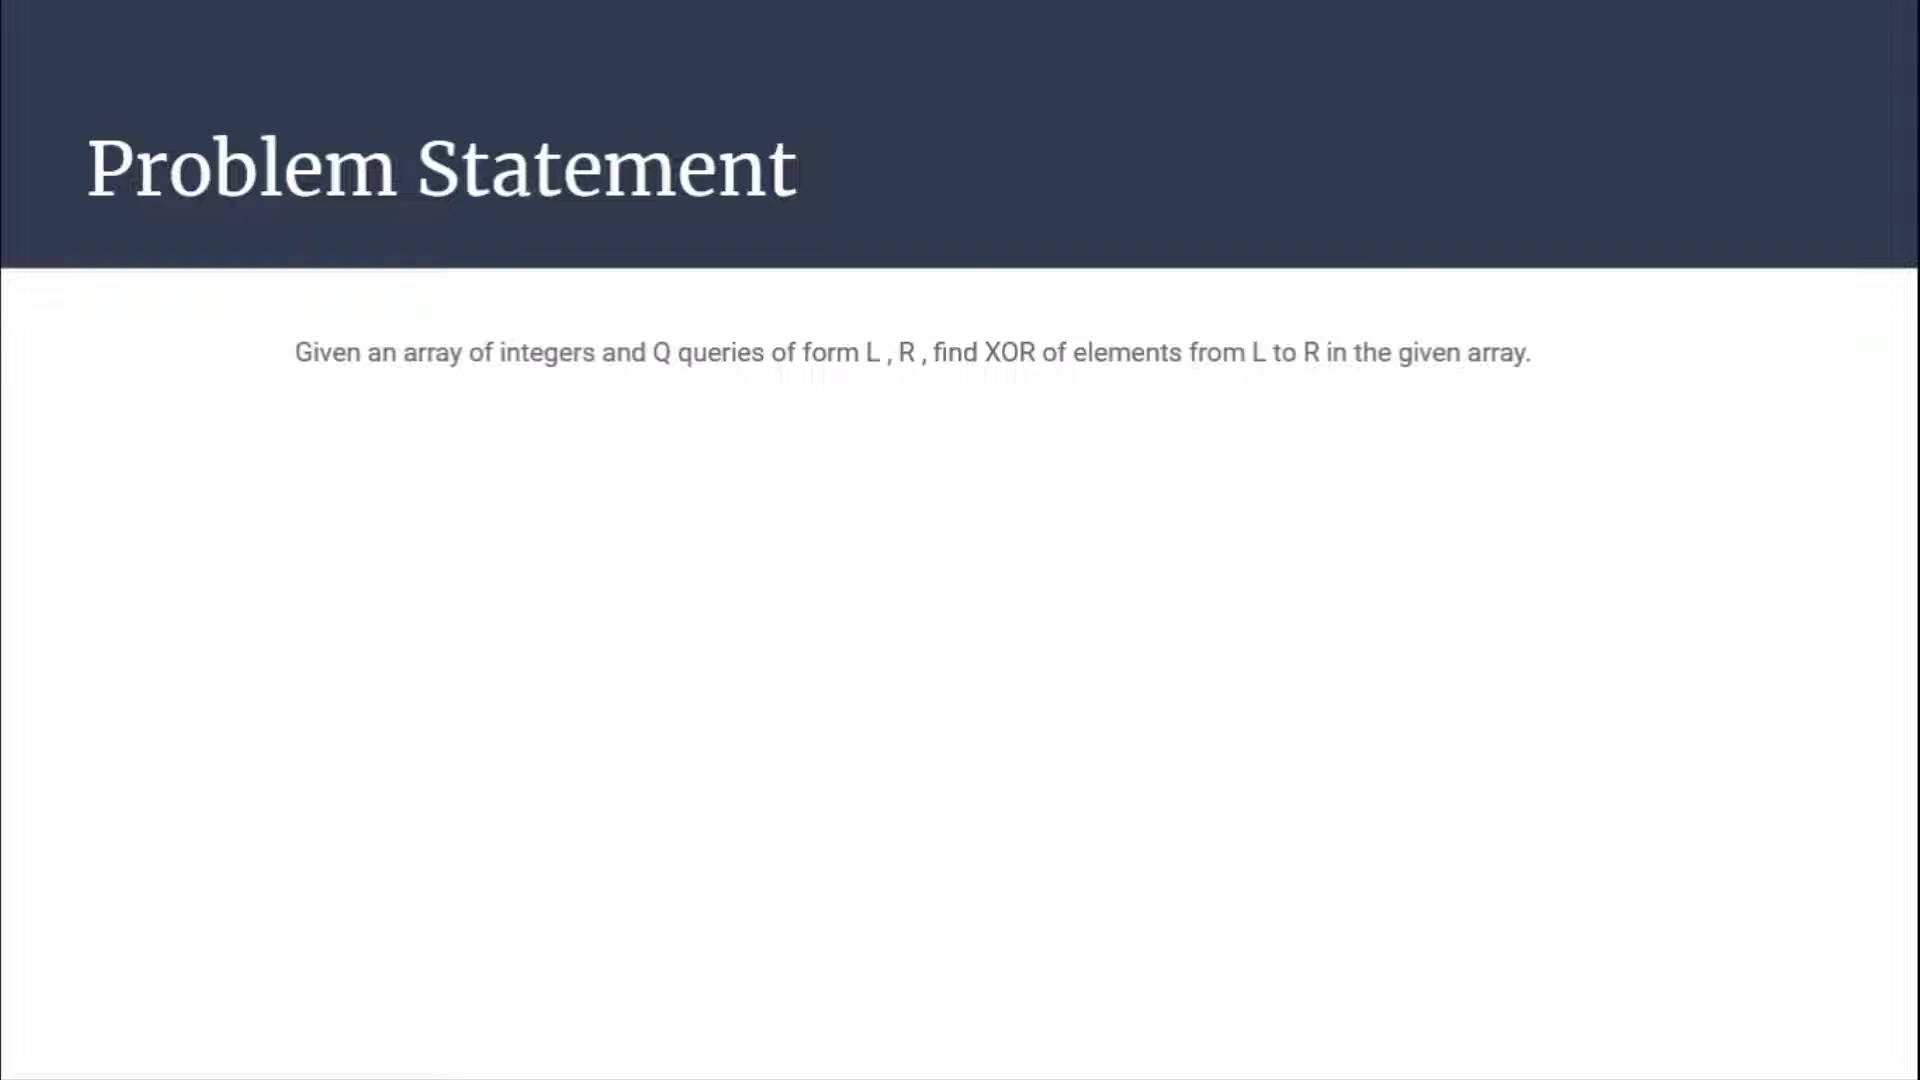 Problem Statement
Given an array of integers and Q queries of form L , R , find XOR of elements from L to R in the given array.